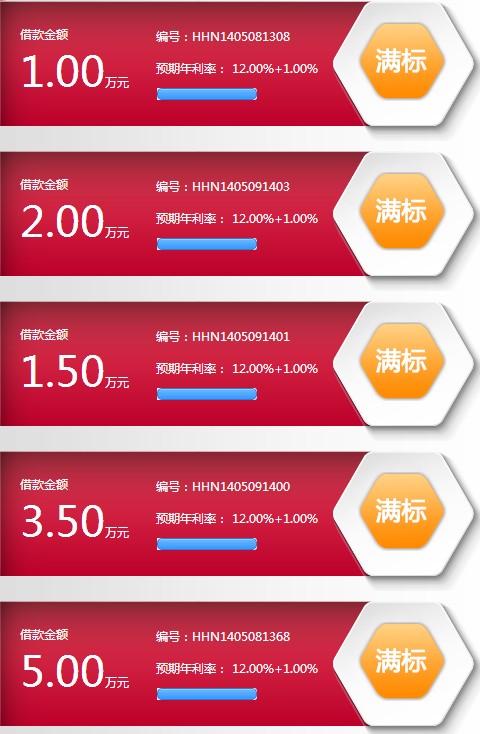 借款金额
编号：HHN1405081308
1.00万元
预期年利率： 12.00%+1.00%
满标
借款金额
编号：HHN1405091403
2.00万元
预期年利率： 12.00%+1.00%
满标
借款金额
编号：HHN1405091401
1.50万元
预期年利率： 12.00%+1.00%
满标
借款金额
编号：HHN1405091400
3.50万元
预期年利率： 12.00%+1.00%
满标
借款金额
编号：HHN1405081368
5.00万元
预期年利率： 12.00%+1.00%
满标